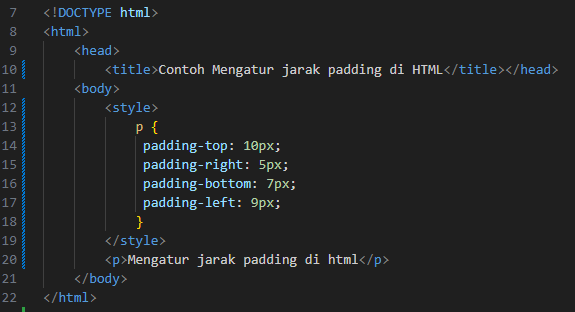 7 <!DOCTYPE html>
8 <html>
9 <head>
10 <title>Contoh Mengatur jarak padding di HTML</title></head>
11 <body>
12 <style>
13 p {
14 padding-top: 10px;
15 padding-right: 5px;
16 padding-bottom: 7px;
17 padding-left: 9px;
18 }
19 </style>
20 <p>Mengatur jarak padding di html</p>
21 </body>
22 </html>